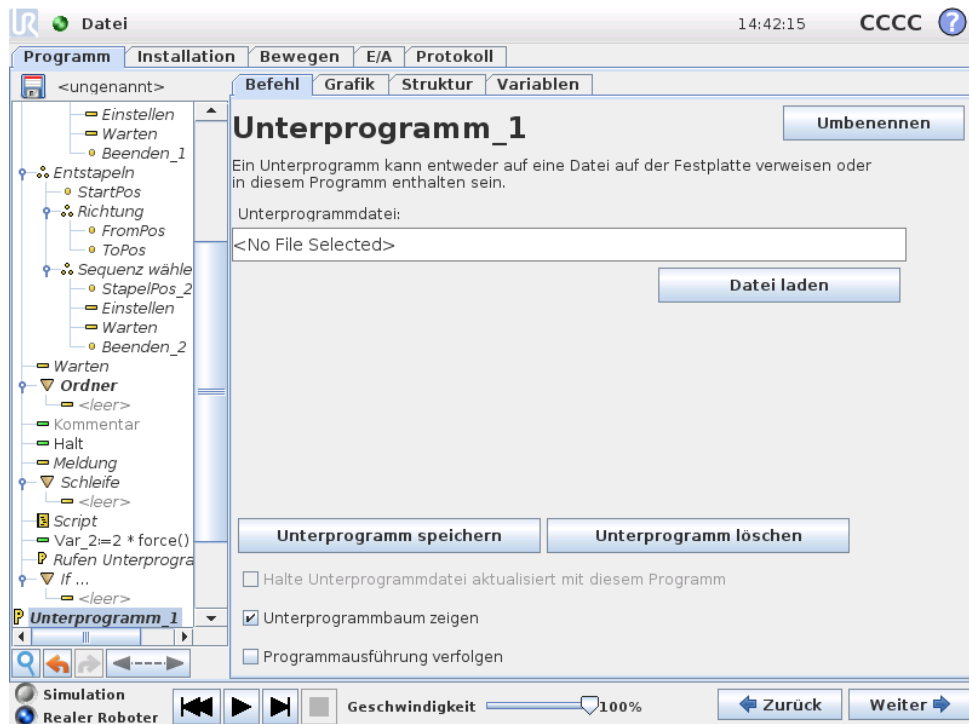 UR Datei 14:42:15 CCCC ?
Programm Installation Bewegen E/A Protokoll
<ungenannt>
Befehl Grafik Struktur Variablen
Einstellen
Warten
Beenden_1
Entstapeln
StartPos
Richtung
FromPos
ToPos
Sequenz wähle
StapelPos_2
Einstellen
Warten
Beenden_2
Warten
Ordner
<leer>
Kommentar
Halt
Meldung
Schleife
<leer>
Script
Var_2:=2 * force()
Rufen Unterprogra
If ...
<leer>
Unterprogramm_1
Unterprogramm_1
Umbenennen
Ein Unterprogramm kann entweder auf eine Datei auf der Festplatte verweisen oder
in diesem Programm enthalten sein.
Unterprogrammdatei:
<No File Selected>
Datei laden
Unterprogramm speichern Unterprogramm löschen
Halte Unterprogrammdatei aktualisiert mit diesem Programm
Unterprogrammbaum zeigen
Programmausführung verfolgen
Simulation
Realer Roboter
Geschwindigkeit 100%
Zurück Weiter